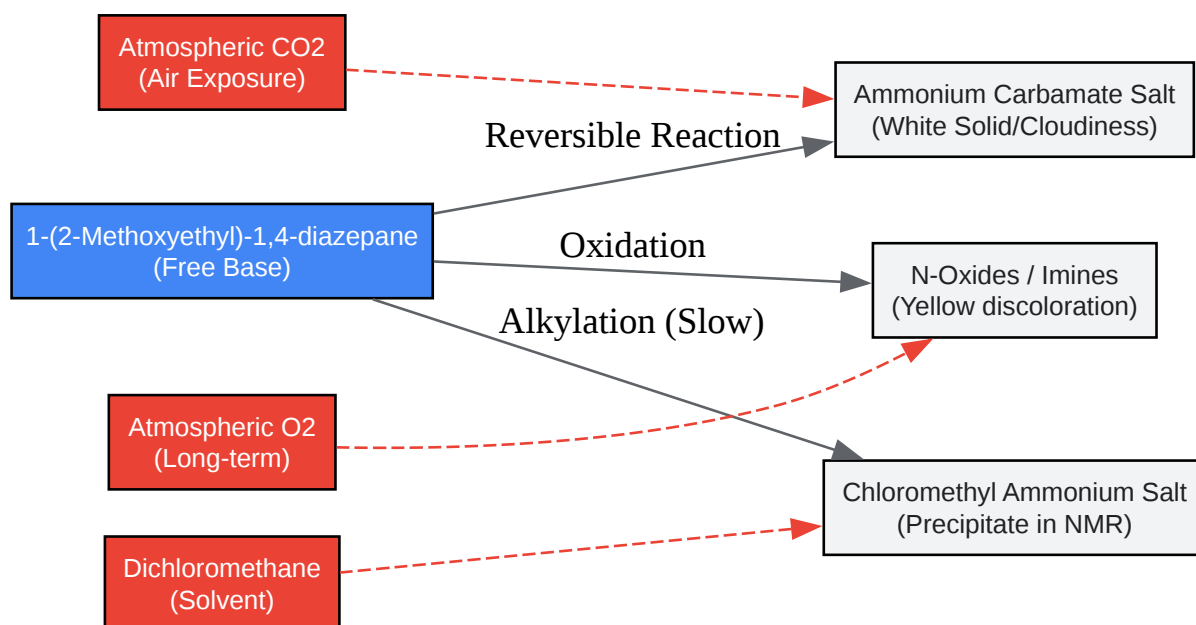 Atmospheric CO2
(Air Exposure)
Ammonium Carbamate Salt
(White Solid/Cloudiness)
Reversible Reaction
1-(2-Methoxyethyl)-1,4-diazepane
(Free Base)
Oxidation
N-Oxides / Imines
(Yellow discoloration)
Alkylation (Slow)
Atmospheric O2
(Long-term)
Chloromethyl Ammonium Salt
(Precipitate in NMR)
Dichloromethane
(Solvent)